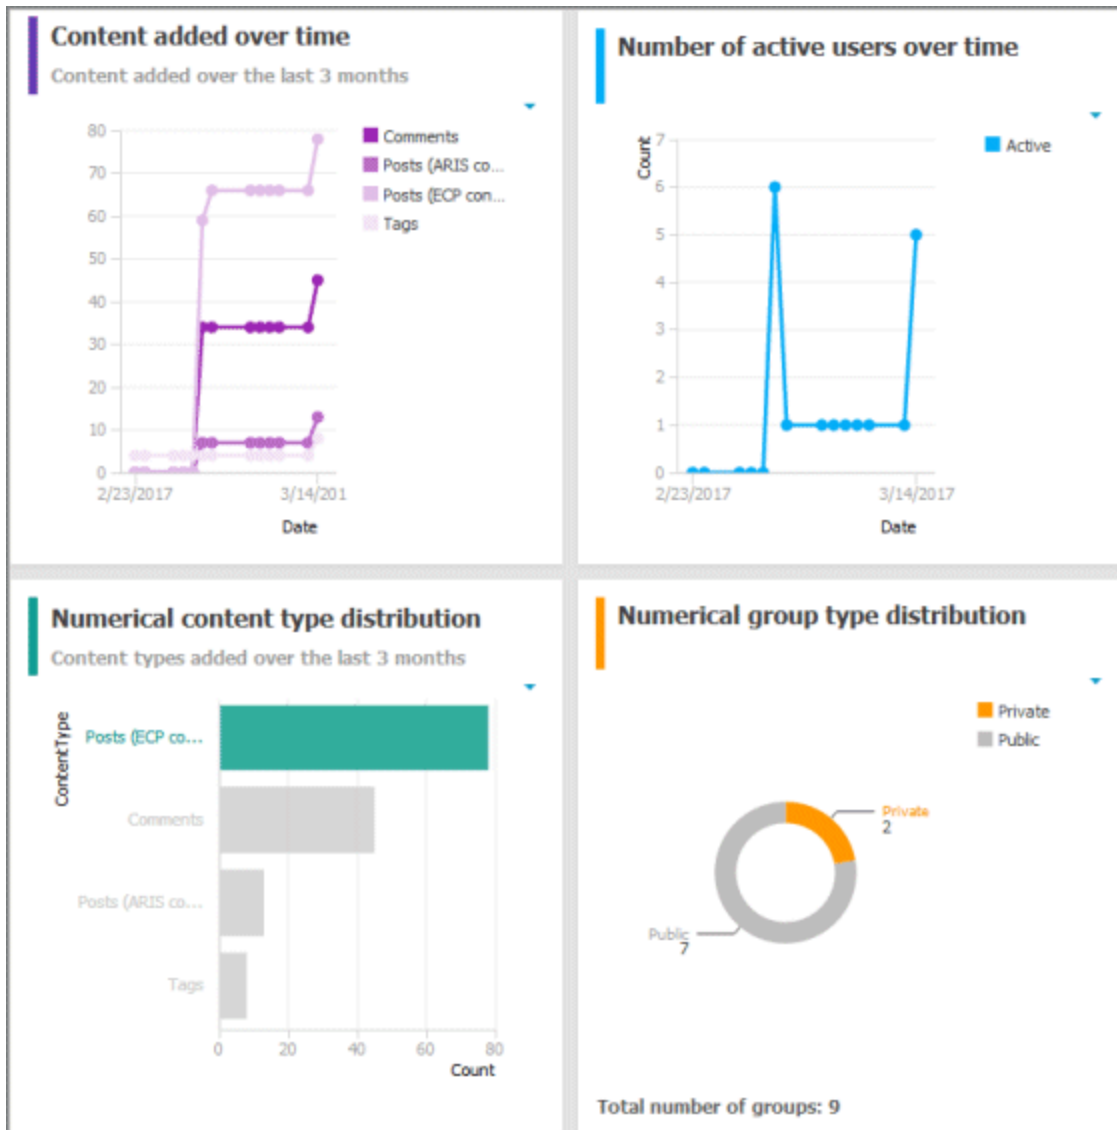 Content added over time
Content added over the last 3 months
80
70
60
50
40
30
20
10
0
2/23/2017
3/14/201
Date
Comments
Posts (ARIS co...
Posts (ECP con...
Tags
Number of active users over time
Count
7
6
5
4
3
2
1
0
2/23/2017
3/14/2017
Date
Active
Numerical content type distribution
Content types added over the last 3 months
ContentType
Posts (ECP co...
Comments
Posts (ARIS co...
Tags
0
20
40
60
80
Count
Numerical group type distribution
Private
Public
Private
2
Public
7
Total number of groups: 9